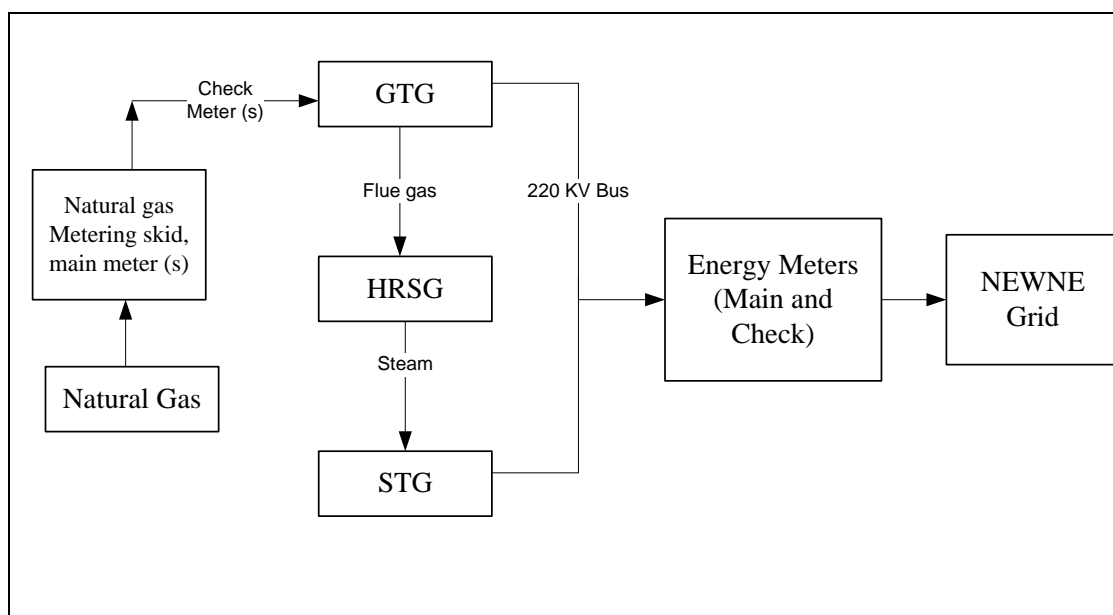 Check
Meter (s)
GTG
Natural gas
Metering skid,
main meter (s)
Flue gas
220 KV Bus
HRSG
Energy Meters
(Main and
Check)
NEWNE
Grid
Steam
Natural Gas
STG